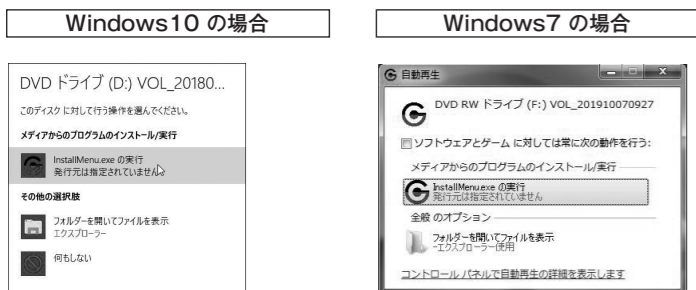 Windows10 の場合
DVD ドライブ (D:) VOL_20180...
このディスク に対して行う操作を選んでください。
メディアからのプログラムのインストール/実行
InstallMenu.exe の実行
発行元は指定されていません
その他の選択肢
フォルダーを開いてファイルを表示
エクスプローラー
何もしない
Windows7 の場合
自動再生
DVD RW ドライブ (F:) VOL_201910070927
ソフトウェアとゲーム に対しては常に次の動作を行う:
メディアからのプログラムのインストール/実行
InstallMenu.exe の実行
発行元は指定されていません
全般 のオプション
フォルダーを開いてファイルを表示
-エクスプローラー使用
コントロール パネルで自動再生の詳細を表示します